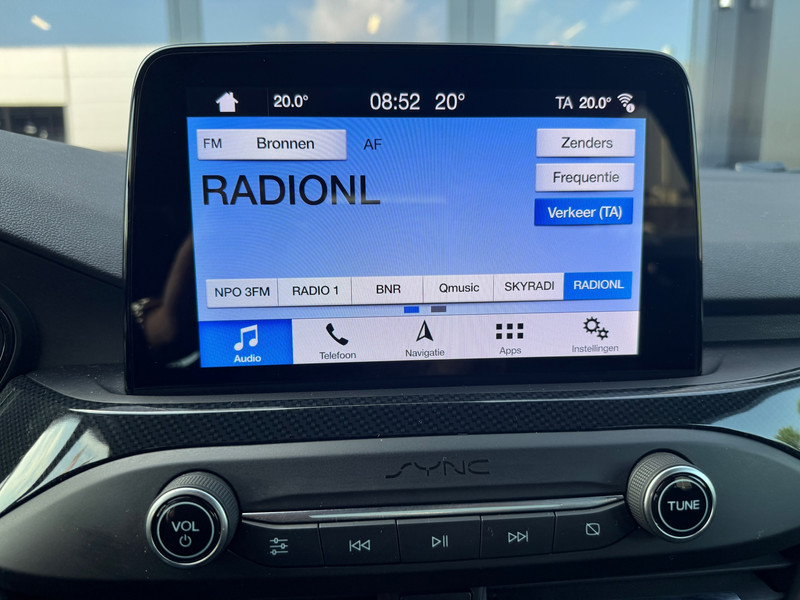 20.0° 08:52 20° TA 20.0°
FM Bronnen AF Zenders
RADIONL Frequentie
Verkeer (TA)
NPO 3FM RADIO 1 BNR Qmusic SKYRADI RADIONL
Audio Telefoon Navigatie Apps Instellingen
SYNC
VOL TUNE